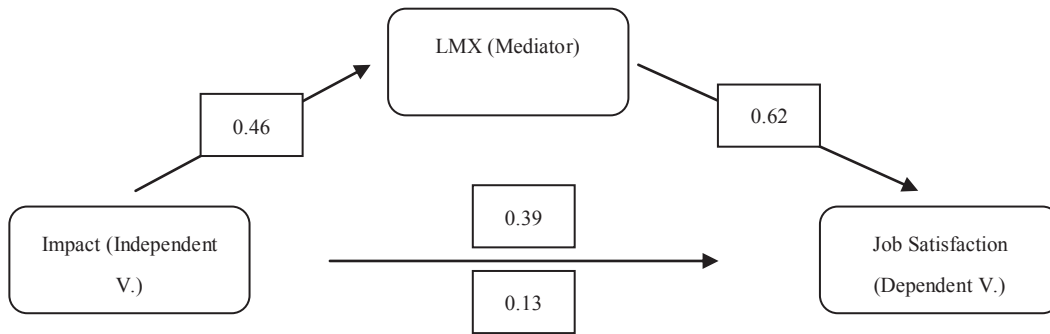 LMX (Mediator)
0.46
0.62
0.39
Impact (Independent
V.)
Job Satisfaction
(Dependent V.)
0.13